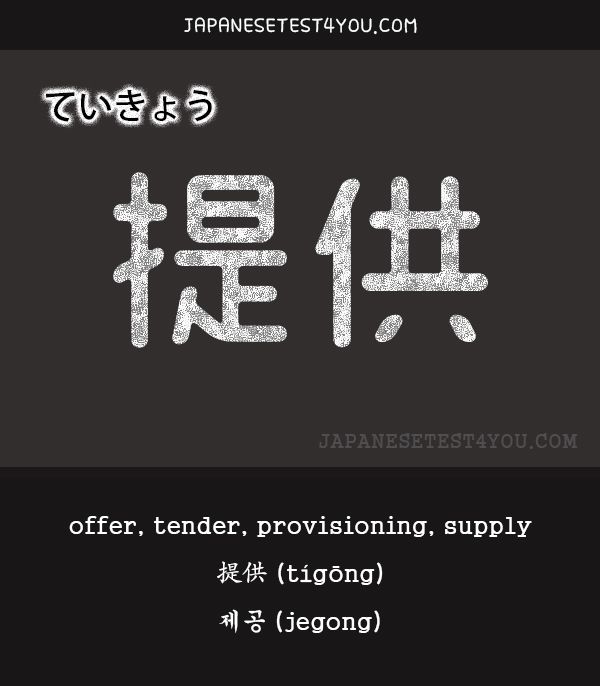 JAPANESETEST4YOU.COM
ていきょう
提供
JAPANESETEST4YOU.COM
offer, tender, provisioning, supply
提供 (tígōng)
제공 (jegong)